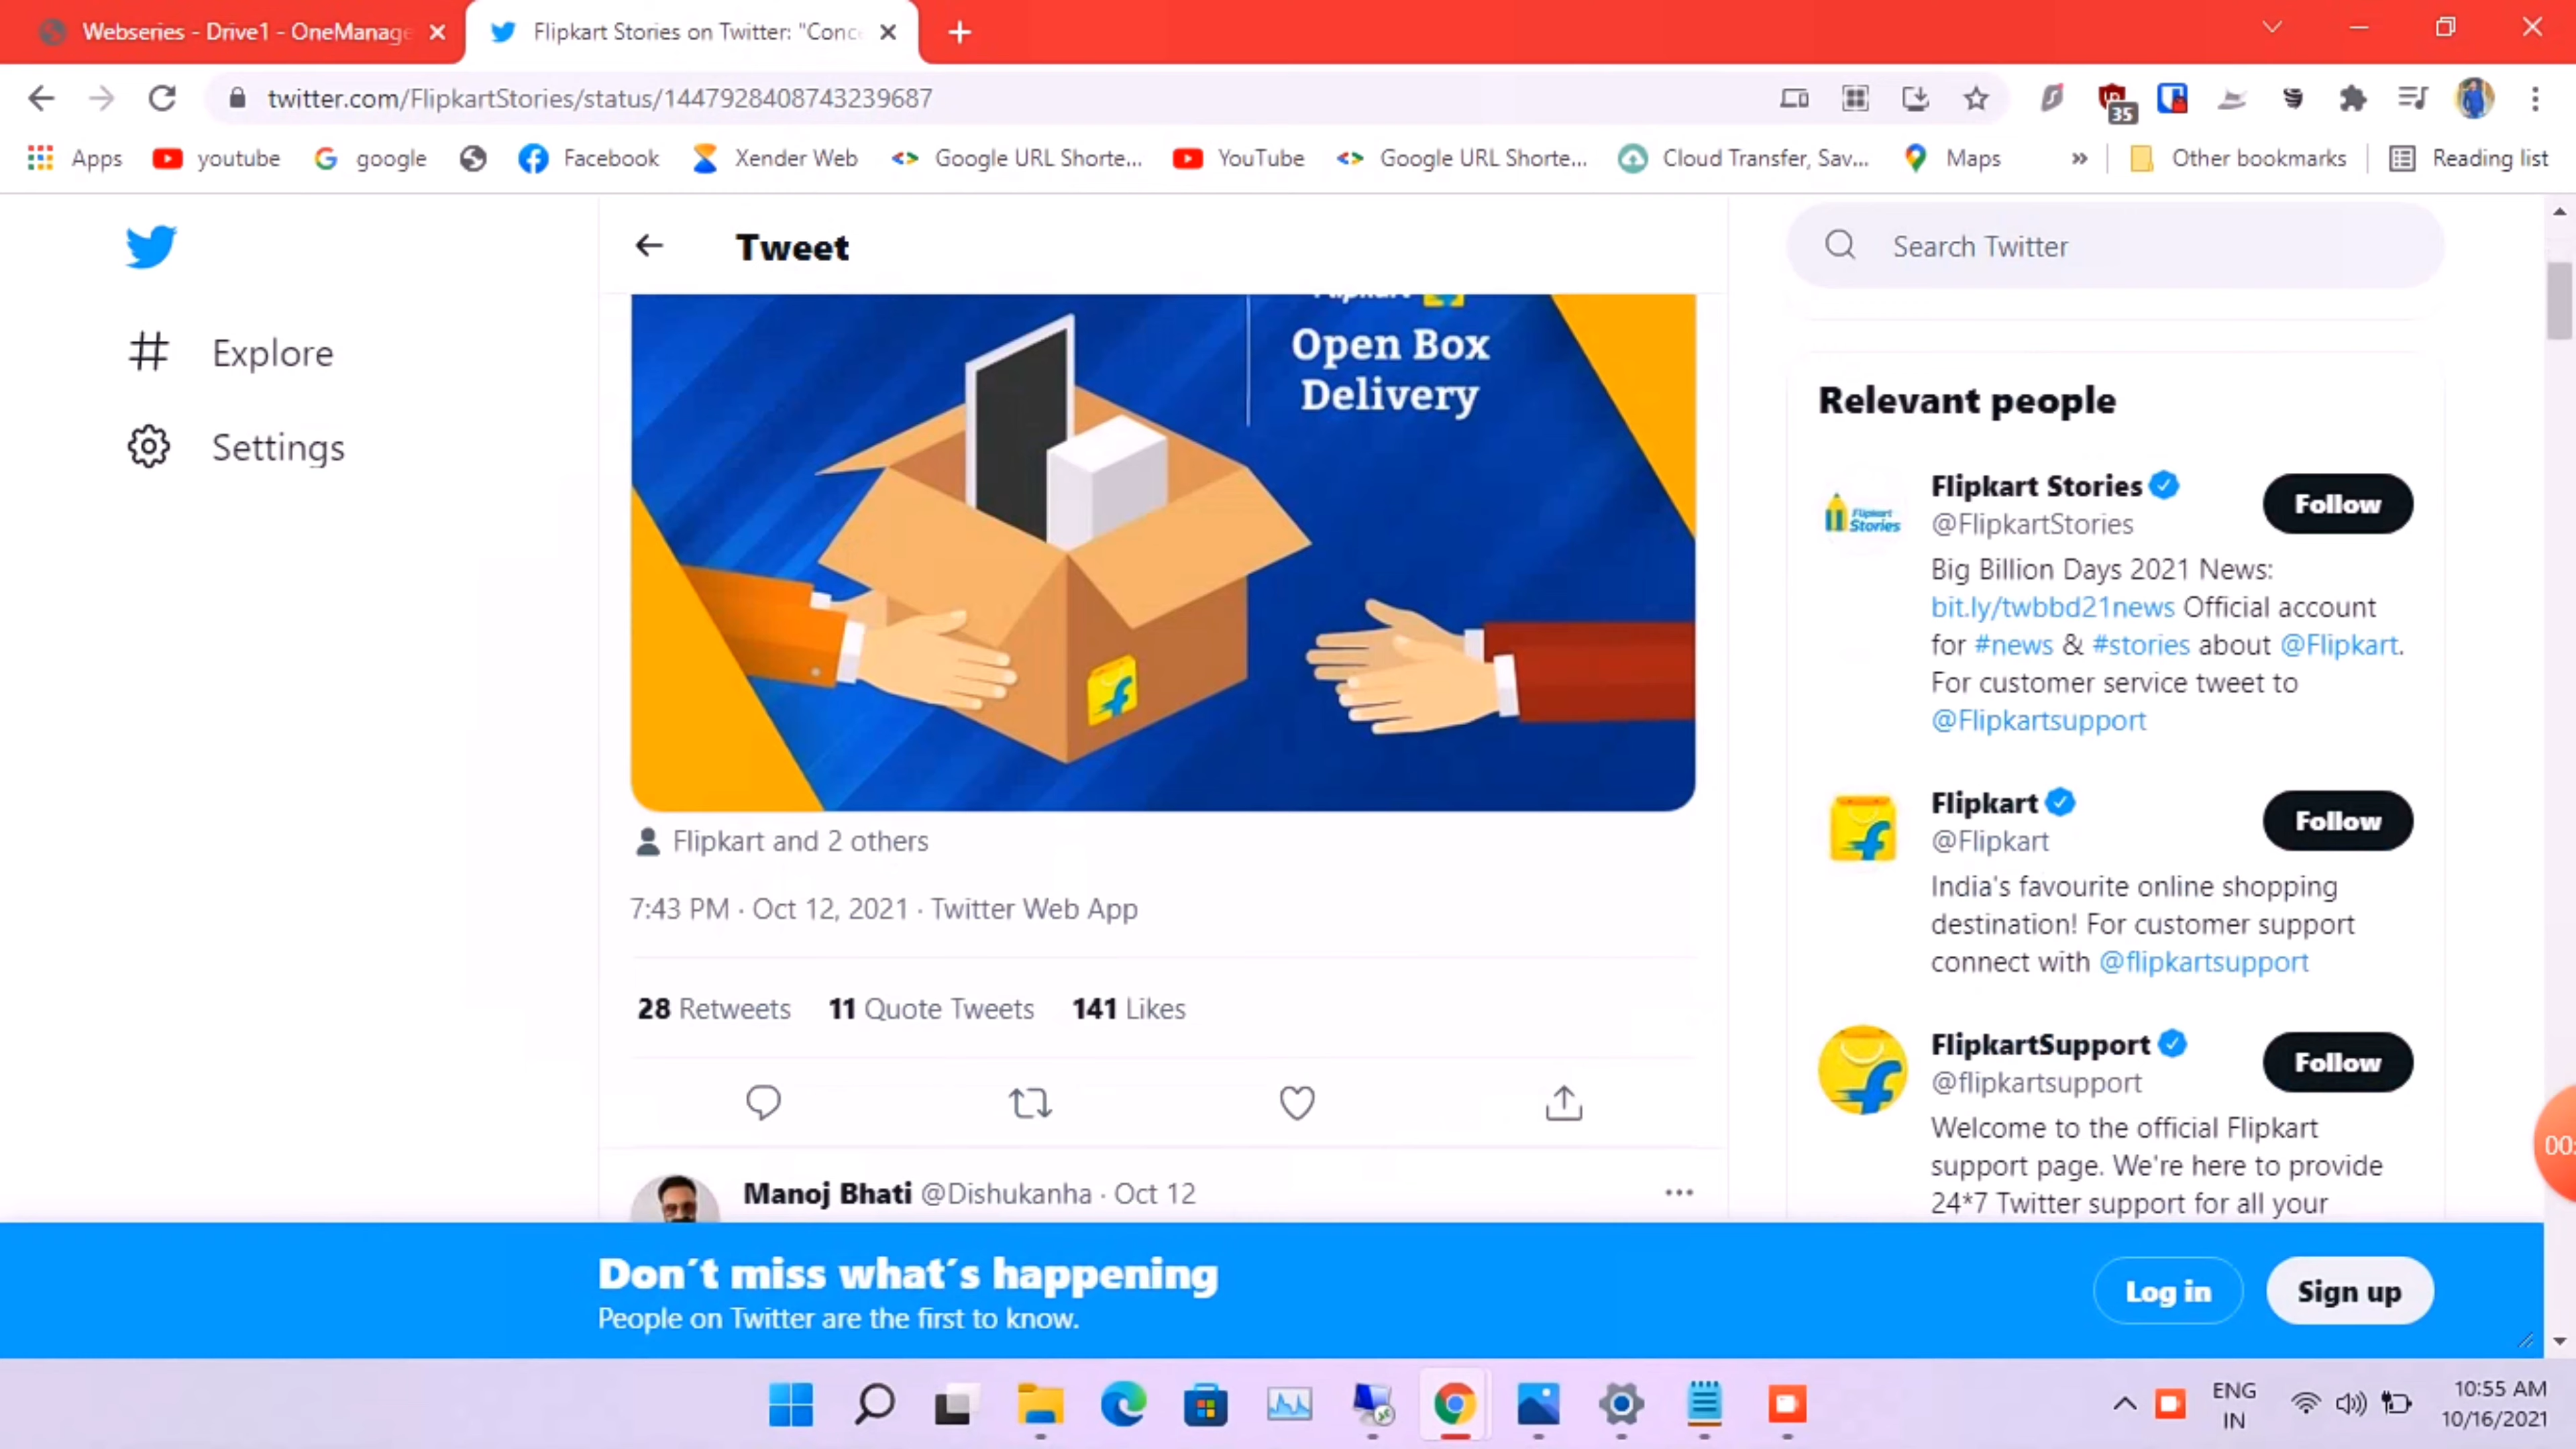 Webseries - Drive1 - OneManage
Flipkart Stories on Twitter: "Conc
twitter.com/FlipkartStories/status/1447928408743239687
35
Apps youtube google Facebook Xender Web Google URL Shorte... YouTube Google URL Shorte... Cloud Transfer, Sav... Maps » Other bookmarks Reading list
Tweet
Search Twitter
Explore
Settings
Open Box
Delivery
Flipkart and 2 others
7:43 PM · Oct 12, 2021 · Twitter Web App
28 Retweets 11 Quote Tweets 141 Likes
Manoj Bhati @Dishukanha · Oct 12
Relevant people
Flipkart
Stories
Flipkart Stories
@FlipkartStories
Follow
Big Billion Days 2021 News:
bit.ly/twbbd21news Official account
for #news & #stories about @Flipkart.
For customer service tweet to
@Flipkartsupport
Flipkart
@Flipkart
Follow
India's favourite online shopping
destination! For customer support
connect with @flipkartsupport
FlipkartSupport
@flipkartsupport
Follow
Welcome to the official Flipkart
support page. We're here to provide
24*7 Twitter support for all your
00:
Don´t miss what´s happening
People on Twitter are the first to know.
Log in
Sign up
ENG
IN
10:55 AM
10/16/2021